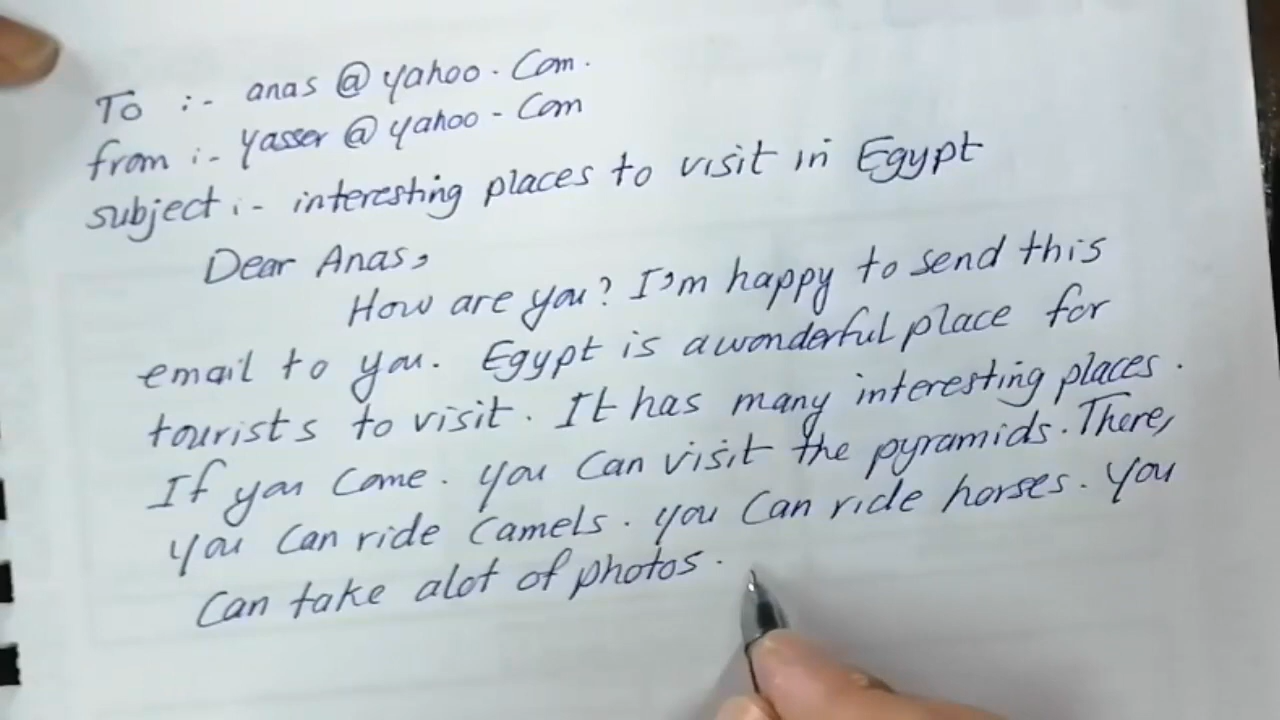 To :- anas @ yahoo . Com .
from :- yasser @ yahoo - Com
subject :- interesting places to visit in Egypt
Dear Anas,
How are you? I'm happy to send this
email to you. Egypt is a wonderful place for
tourists to visit. It has many interesting places.
If you Come. you Can visit the pyramids. There,
you Can ride Camels. you Can ride horses. You
Can take alot of photos.